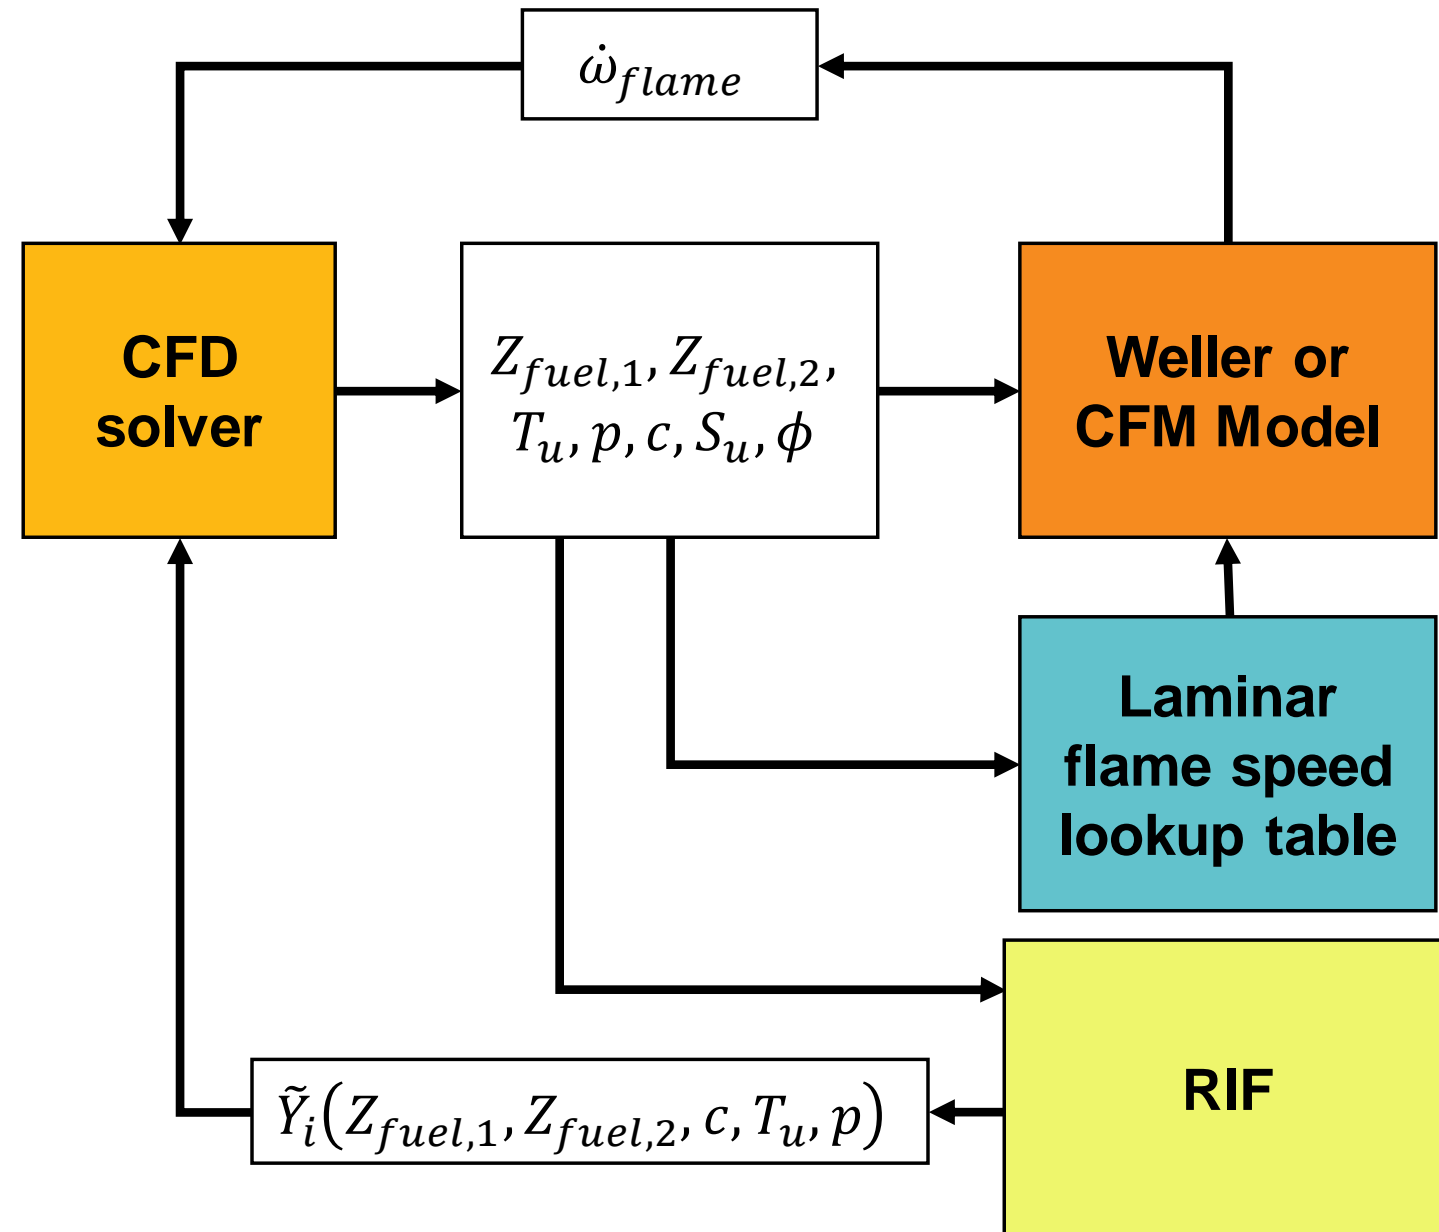 ω̇_flame
CFD
solver
Z_fuel,1, Z_fuel,2,
T_u, p, c, S_u, ϕ
Weller or
CFM Model
Laminar
flame speed
lookup table
RIF
Ỹ_i(Z_fuel,1, Z_fuel,2, c, T_u, p)